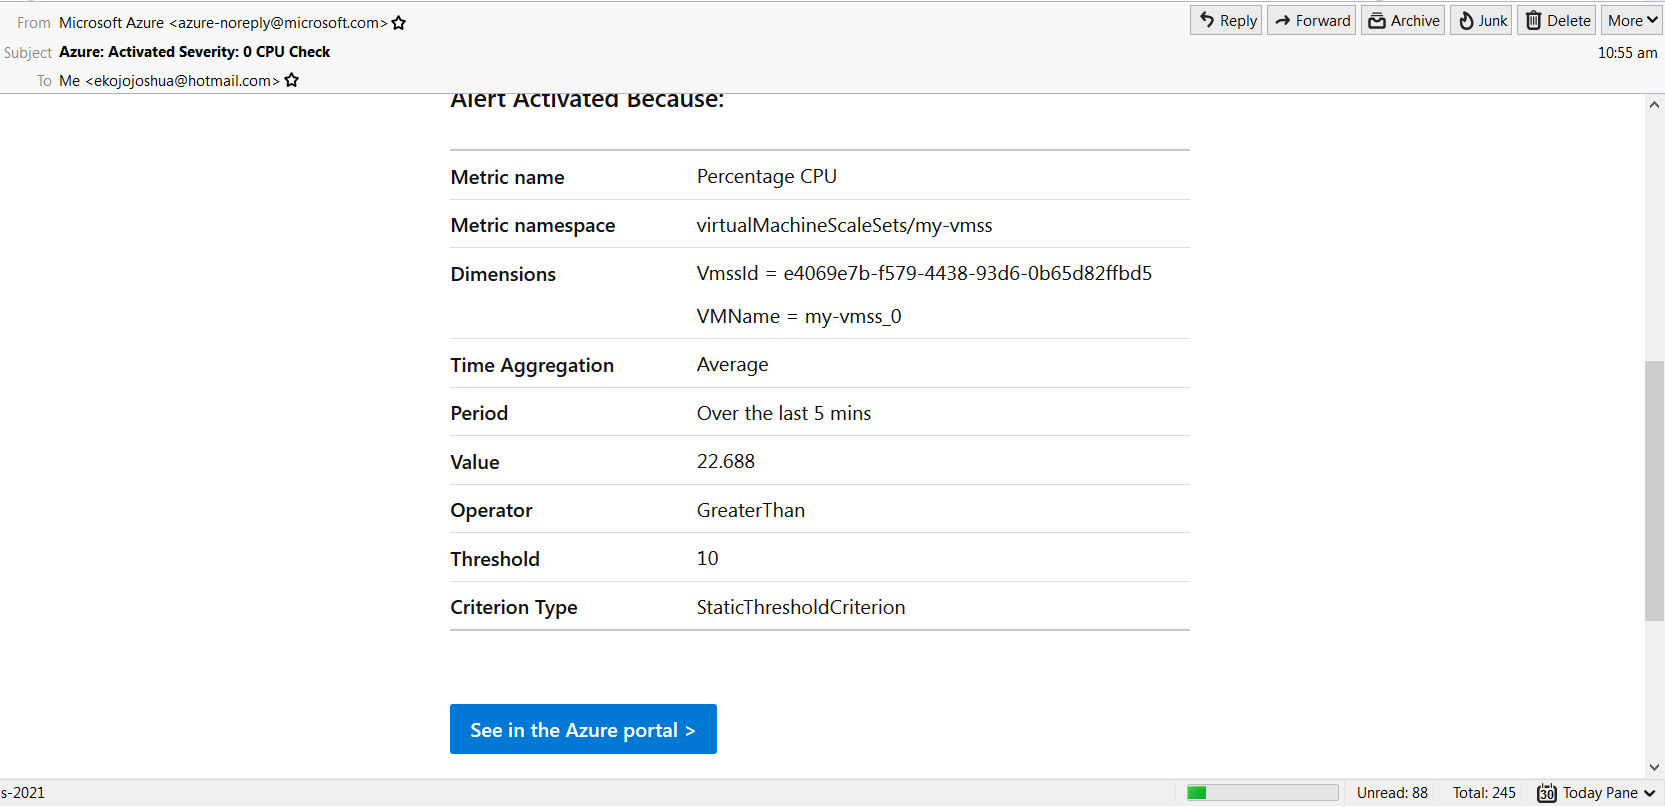 From Microsoft Azure <azure-noreply@microsoft.com>
Reply Forward Archive Junk Delete More
Subject Azure: Activated Severity: 0 CPU Check
10:55 am
To Me <ekojojoshua@hotmail.com>
Alert Activated Because:
Metric name Percentage CPU
Metric namespace virtualMachineScaleSets/my-vmss
Dimensions VmssId = e4069e7b-f579-4438-93d6-0b65d82ffbd5
VMName = my-vmss_0
Time Aggregation Average
Period Over the last 5 mins
Value 22.688
Operator GreaterThan
Threshold 10
Criterion Type StaticThresholdCriterion
See in the Azure portal >
s-2021 Unread: 88 Total: 245 30 Today Pane